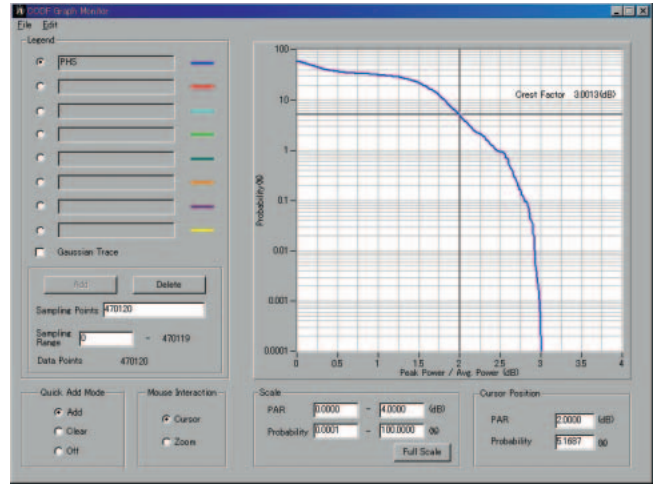 CCDF Graph Monitor
File Edit
Legend
PHS
Gaussian Trace
Add Delete
Sampling Points 470120
Sampling Range 0 - 470119
Data Points 470120
Quick Add Mode
Add
Clear
Off
Mouse Interaction
Cursor
Zoom
100
10
1
0.1
0.01
0.001
0.0001
Probability(%)
Crest Factor 3.0013(dB)
0 0.5 1 1.5 2 2.5 3 3.5 4
Peak Power / Avg. Power (dB)
Scale
PAR 0.0000 - 4.0000 (dB)
Probability 0.0001 - 100.0000 (%)
Full Scale
Cursor Position
PAR 2.0000 (dB)
Probability 5.1687 (%)